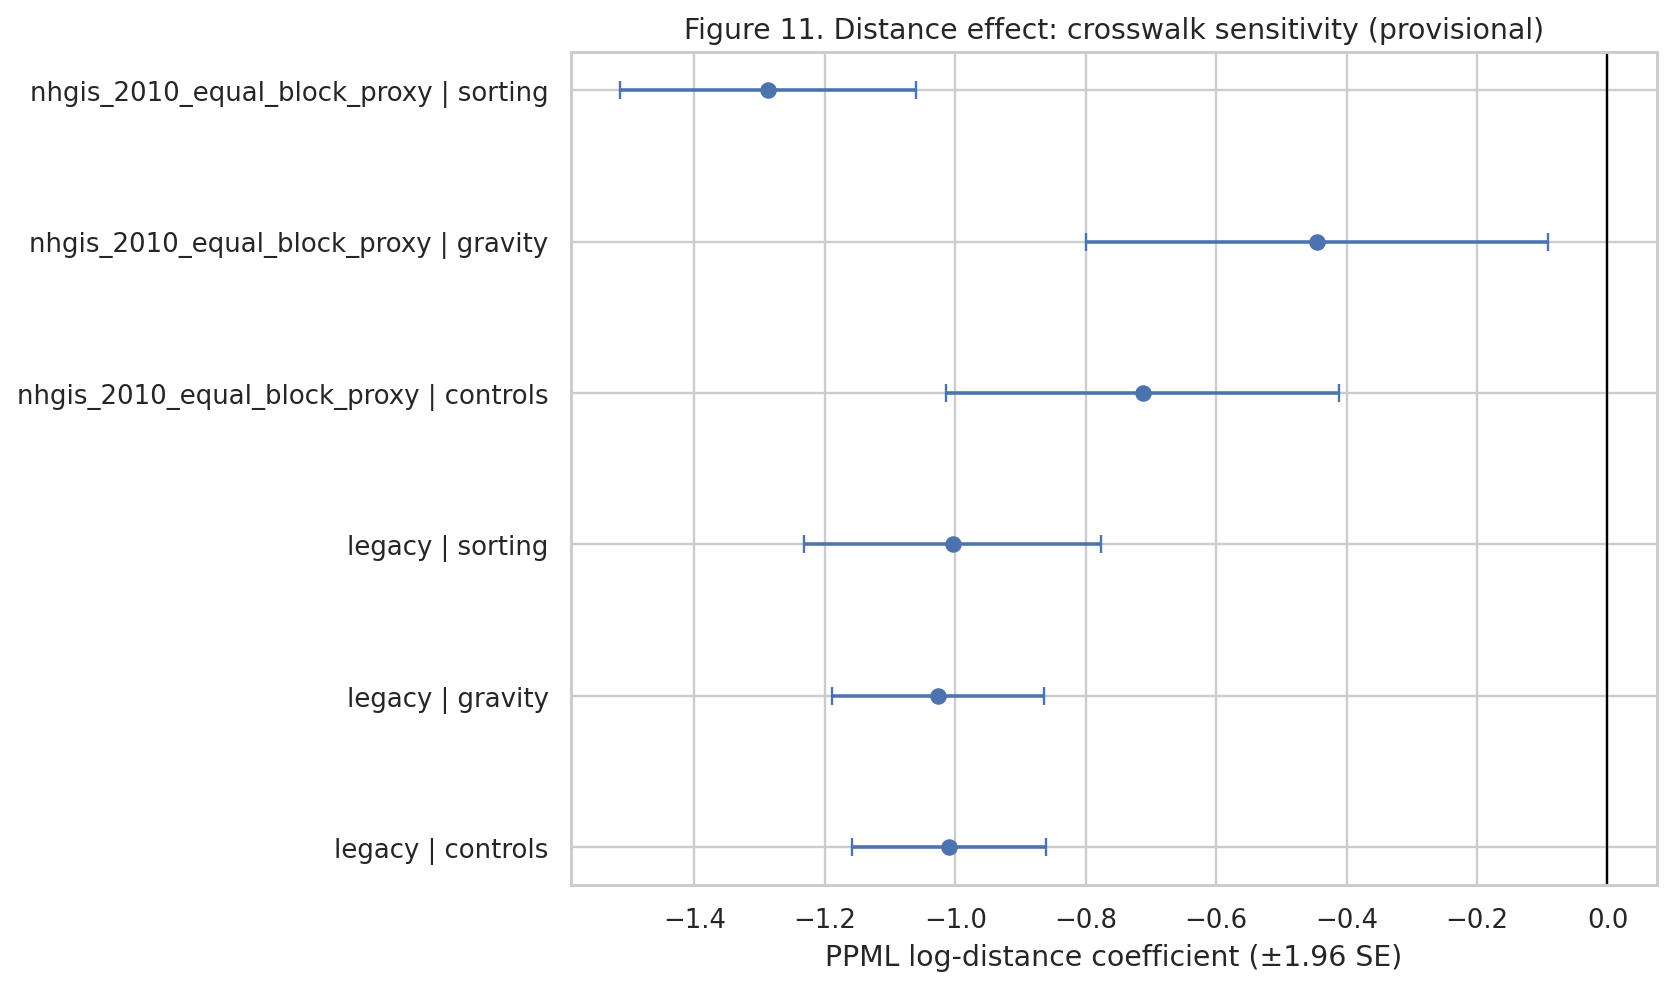 Figure 11. Distance effect: crosswalk sensitivity (provisional)
nhgis_2010_equal_block_proxy | sorting
nhgis_2010_equal_block_proxy | gravity
nhgis_2010_equal_block_proxy | controls
legacy | sorting
legacy | gravity
legacy | controls
−1.4 −1.2 −1.0 −0.8 −0.6 −0.4 −0.2 0.0
PPML log-distance coefficient (±1.96 SE)